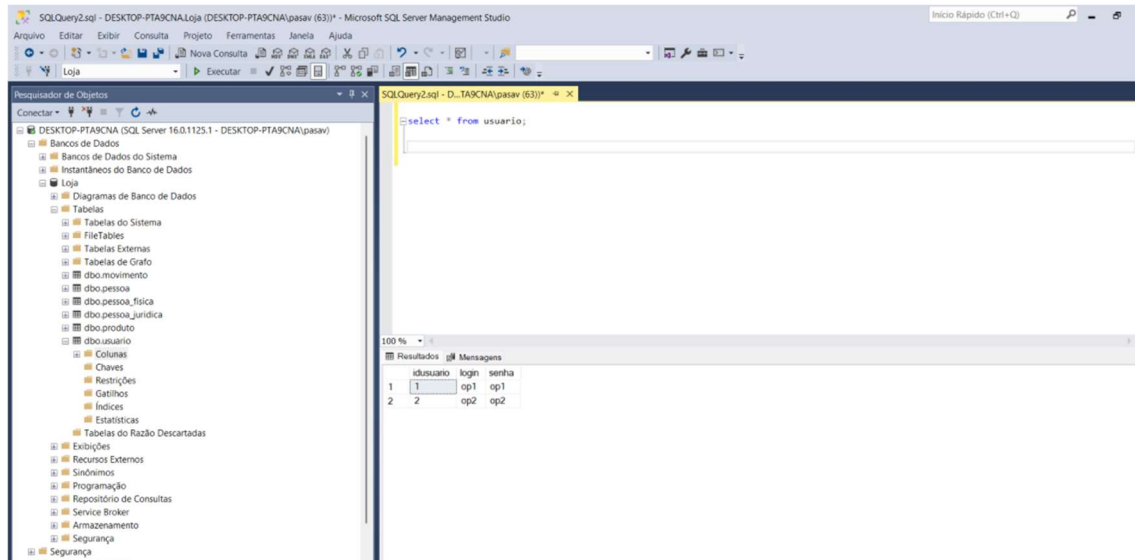 SQLQuery2.sql - DESKTOP-PTA9CNA.Loja (DESKTOP-PTA9CNA\pasav (63))* - Microsoft SQL Server Management Studio
Início Rápido (Ctrl+Q)
Arquivo Editar Exibir Consulta Projeto Ferramentas Janela Ajuda
Nova Consulta
Loja
Executar
Pesquisador de Objetos
Conectar
DESKTOP-PTA9CNA (SQL Server 16.0.1125.1 - DESKTOP-PTA9CNA\pasav)
Bancos de Dados
Bancos de Dados do Sistema
Instantâneos do Banco de Dados
Loja
Diagramas de Banco de Dados
Tabelas
Tabelas do Sistema
FileTables
Tabelas Externas
Tabelas de Grafo
dbo.movimento
dbo.pessoa
dbo.pessoa_fisica
dbo.pessoa_juridica
dbo.produto
dbo.usuario
Colunas
Chaves
Restrições
Gatilhos
Índices
Estatísticas
Tabelas do Razão Descartadas
Exibições
Recursos Externos
Sinônimos
Programação
Repositório de Consultas
Service Broker
Armazenamento
Segurança
Segurança
SQLQuery2.sql - D...TA9CNA\pasav (63))*
select * from usuario;
100 %
Resultados Mensagens
idusuario login senha
1 1 op1 op1
2 2 op2 op2